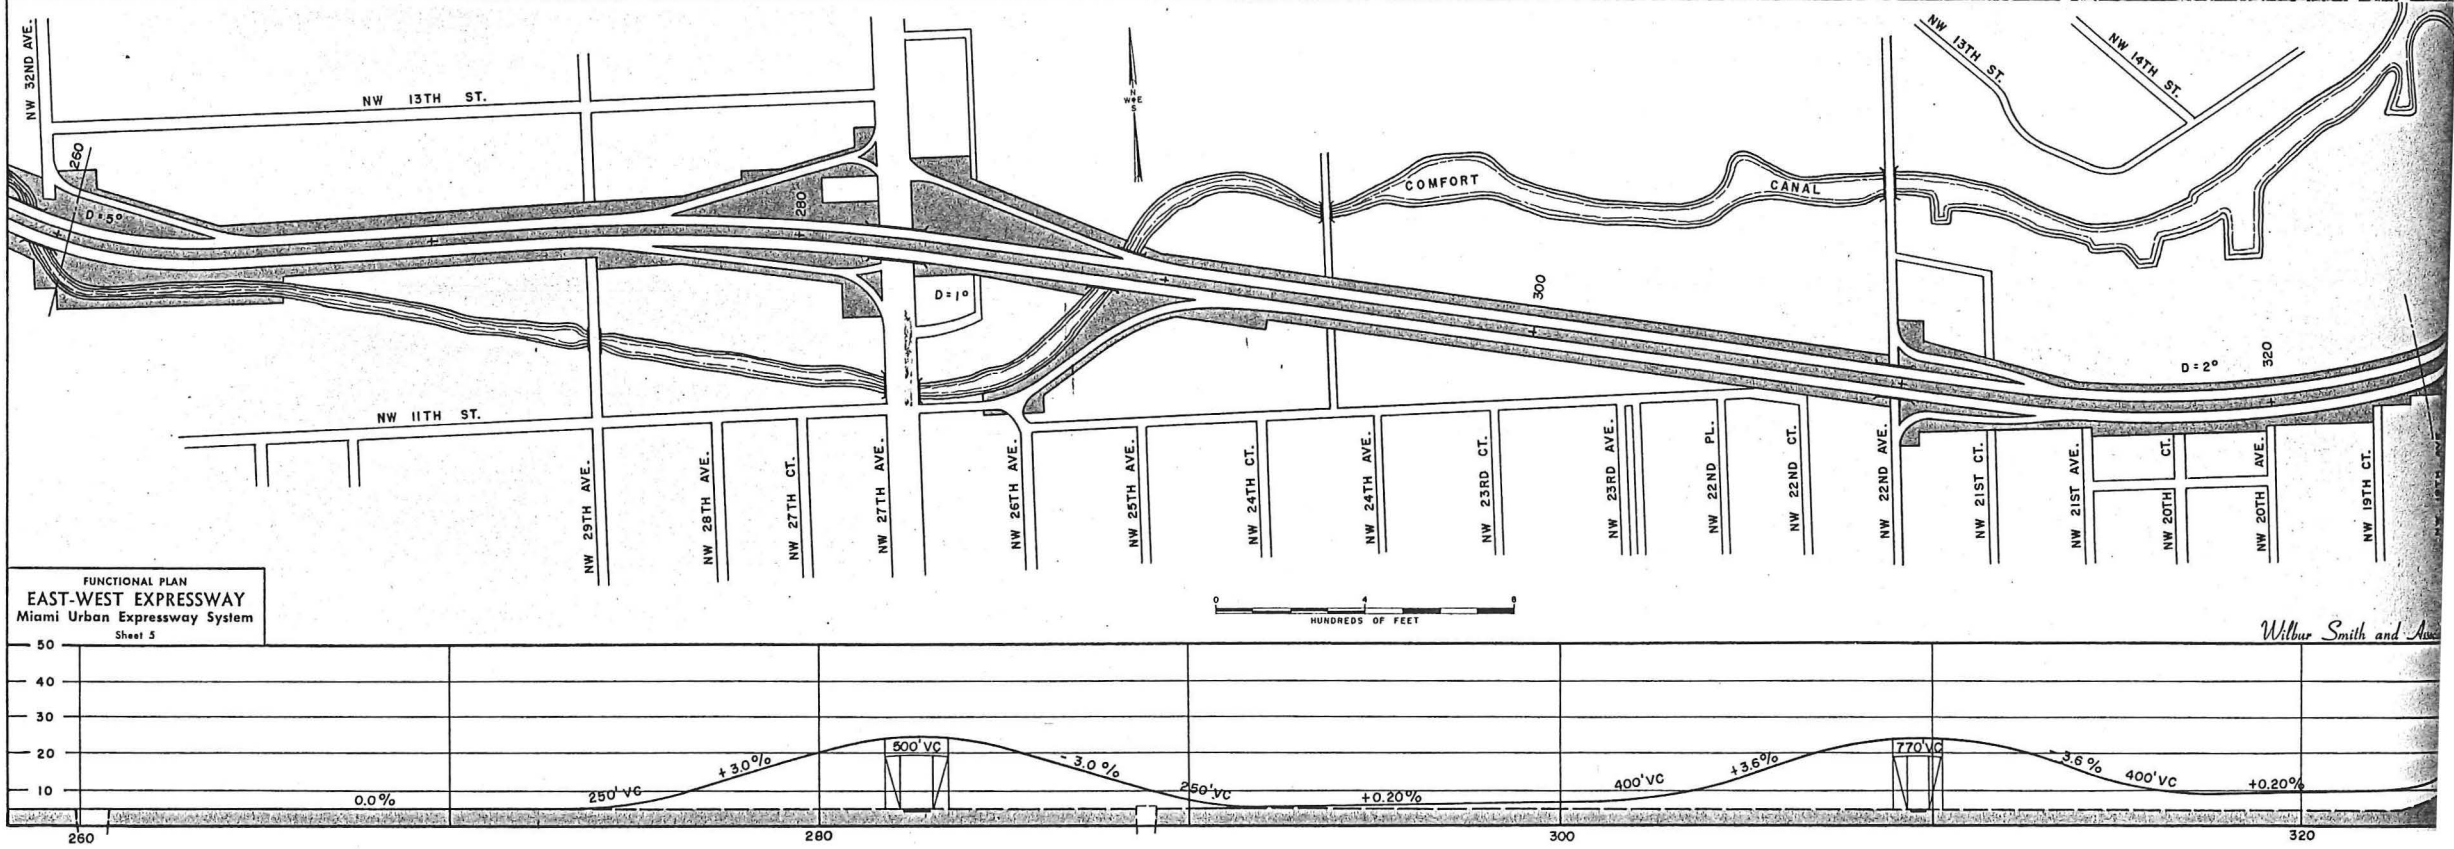 NW 32ND AVE.
NW 13TH ST.
N
W E
S
NW 13TH ST.
NW 14TH ST.
260
D = 5°
280
COMFORT
CANAL
D = 1°
300
D = 2°
320
NW 11TH ST.
NW 29TH AVE.
NW 28TH AVE.
NW 27TH CT.
NW 27TH AVE.
NW 26TH AVE.
NW 25TH AVE.
NW 24TH CT.
NW 24TH AVE.
NW 23RD CT.
NW 23RD AVE.
NW 22ND PL.
NW 22ND CT.
NW 22ND AVE.
NW 21ST CT.
NW 21ST AVE.
NW 20TH CT.
NW 20TH AVE.
NW 19TH CT.
FUNCTIONAL PLAN
EAST-WEST EXPRESSWAY
Miami Urban Expressway System
Sheet 5
0 4 8
HUNDREDS OF FEET
Wilbur Smith and
50
40
30
20
10
0.0%
250' VC
+3.0%
500' VC
- 3.0%
250' VC
+0.20%
400' VC
+3.6%
770' VC
- 3.6%
400' VC
+0.20%
260
280
300
320